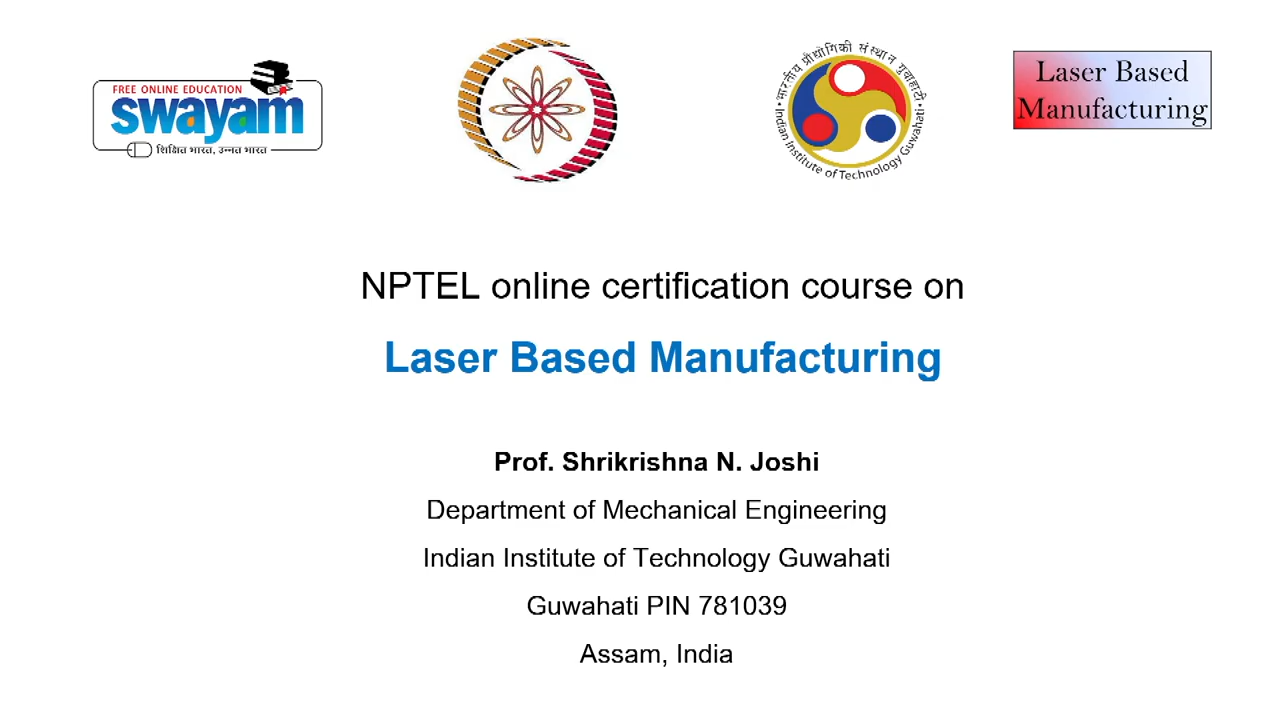 FREE ONLINE EDUCATION
swayam
शिक्षित भारत, उन्नत भारत
भारतीय प्रौद्योगिकी संस्थान गुवाहाटी
Indian Institute of Technology Guwahati
Laser Based
Manufacturing
NPTEL online certification course on
Laser Based Manufacturing
Prof. Shrikrishna N. Joshi
Department of Mechanical Engineering
Indian Institute of Technology Guwahati
Guwahati PIN 781039
Assam, India